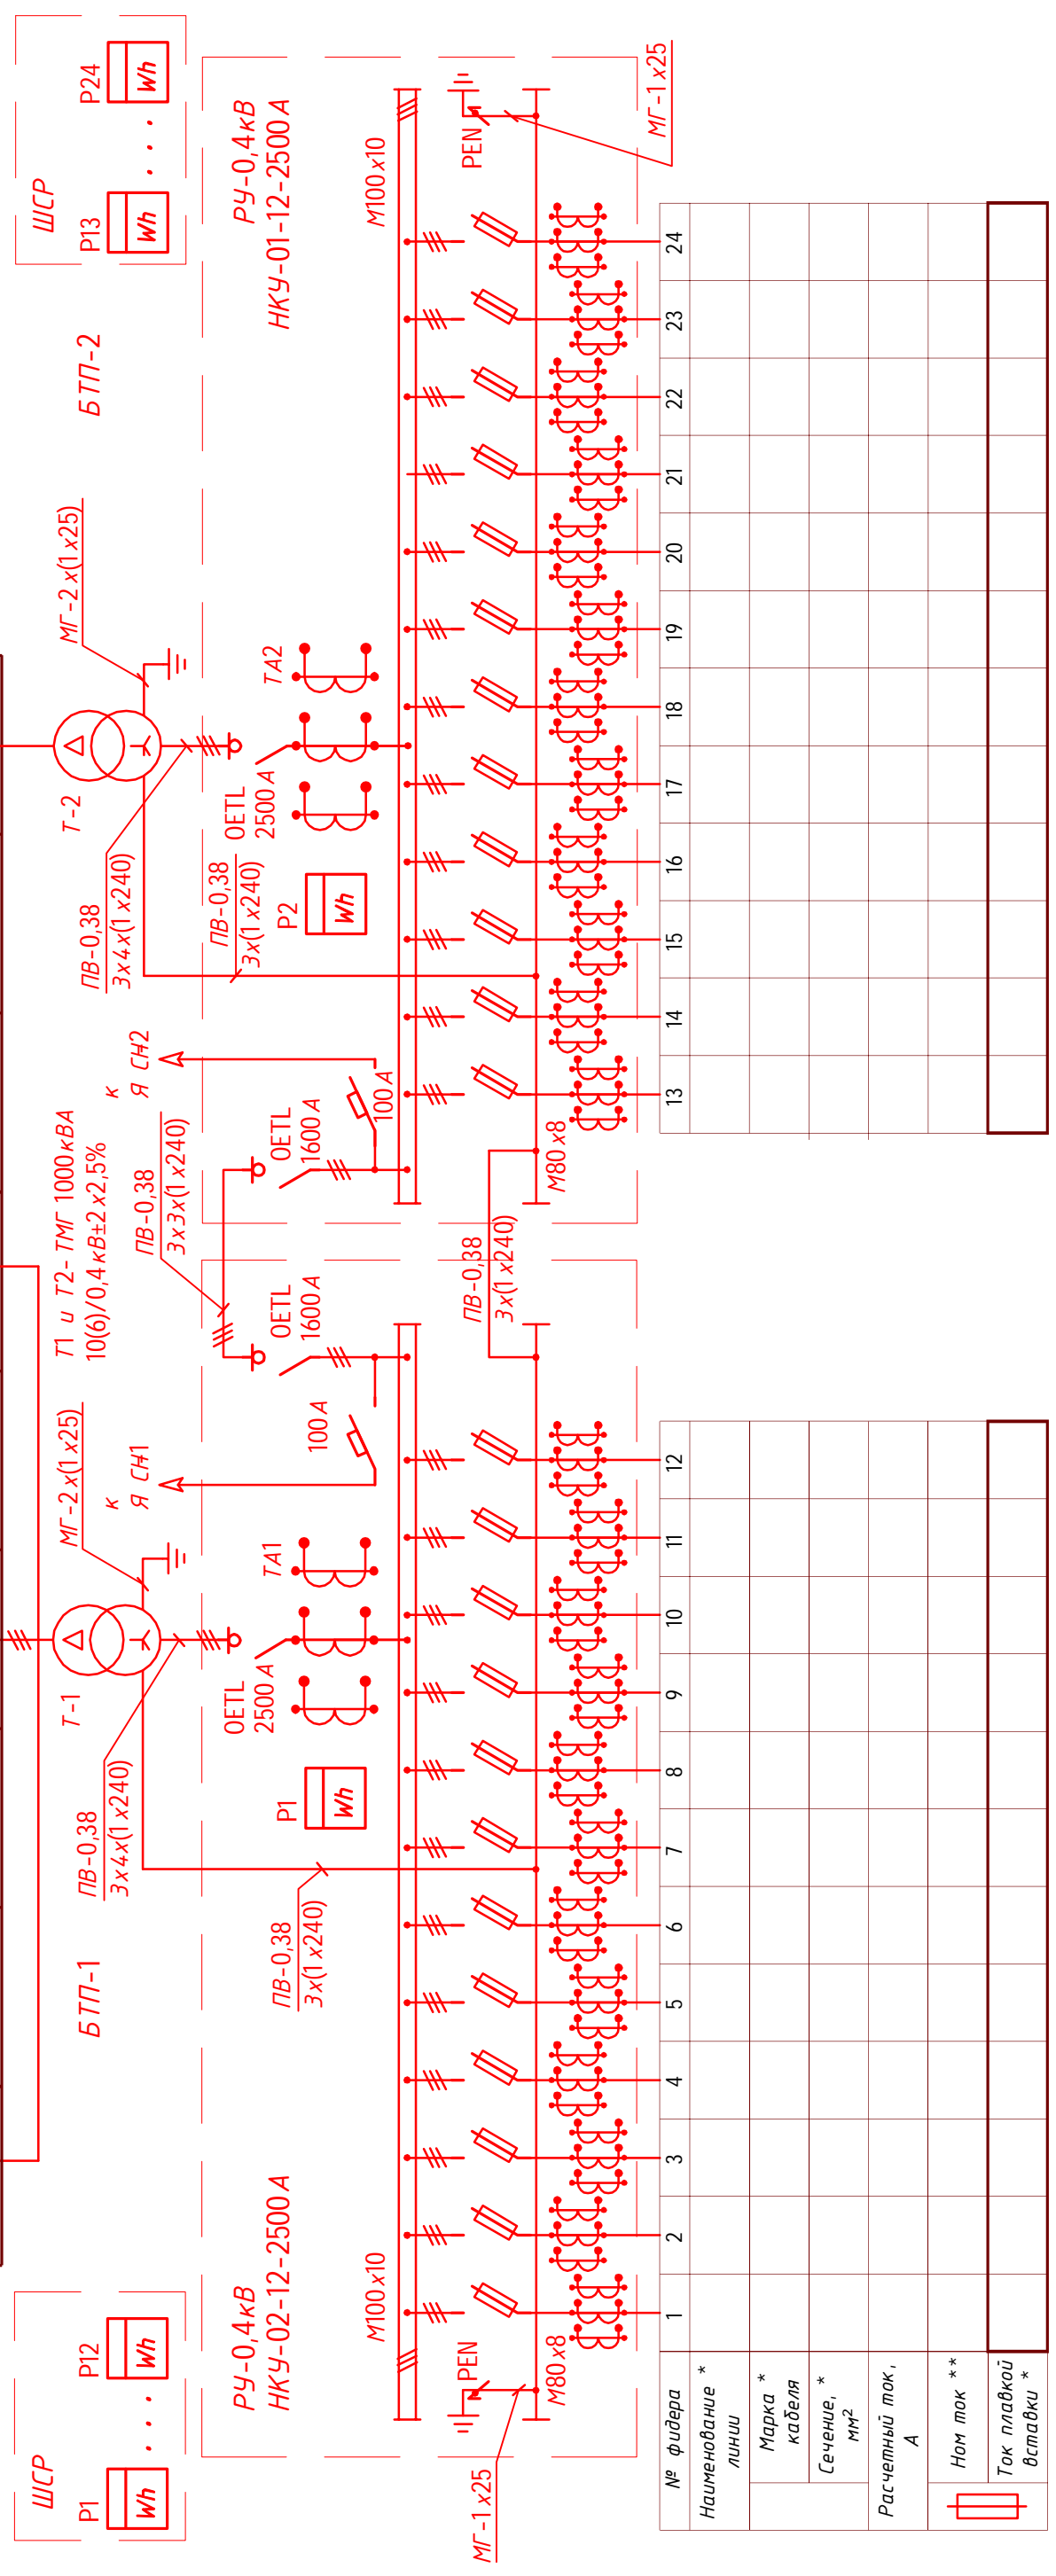 ШСР
P1
Wh
. . .
P12
Wh
БТП-1
Т-1
ПВ-0,38
3х4х(1х240)
МГ-2х(1х25)
к
Я СН1
Т1 и Т2- ТМГ 1000кВА
10(6)/0,4кВ±2х2,5%
к
Я СН2
ПВ-0,38
3х3х(1х240)
Т-2
ПВ-0,38
3х4х(1х240)
МГ-2х(1х25)
БТП-2
ШСР
P13
Wh
. . .
P24
Wh
РУ-0,4кВ
НКУ-02-12-2500А
ПВ-0,38
3х(1х240)
P1
Wh
OETL
2500А
ТА1
100А
OETL
1600А
OETL
1600А
100А
ПВ-0,38
3х(1х240)
P2
Wh
OETL
2500А
ТА2
РУ-0,4кВ
НКУ-01-12-2500А
М100х10
М100х10
PEN
PEN
МГ-1х25
М80х8
ПВ-0,38
3х(1х240)
М80х8
МГ-1х25
№ фидера 1 2 3 4 5 6 7 8 9 10 11 12 13 14 15 16 17 18 19 20 21 22 23 24
Наименование *
линии
Марка *
кабеля
Сечение, *
мм²
Расчетный ток,
А
Ном ток **
Ток плавкой
вставки *